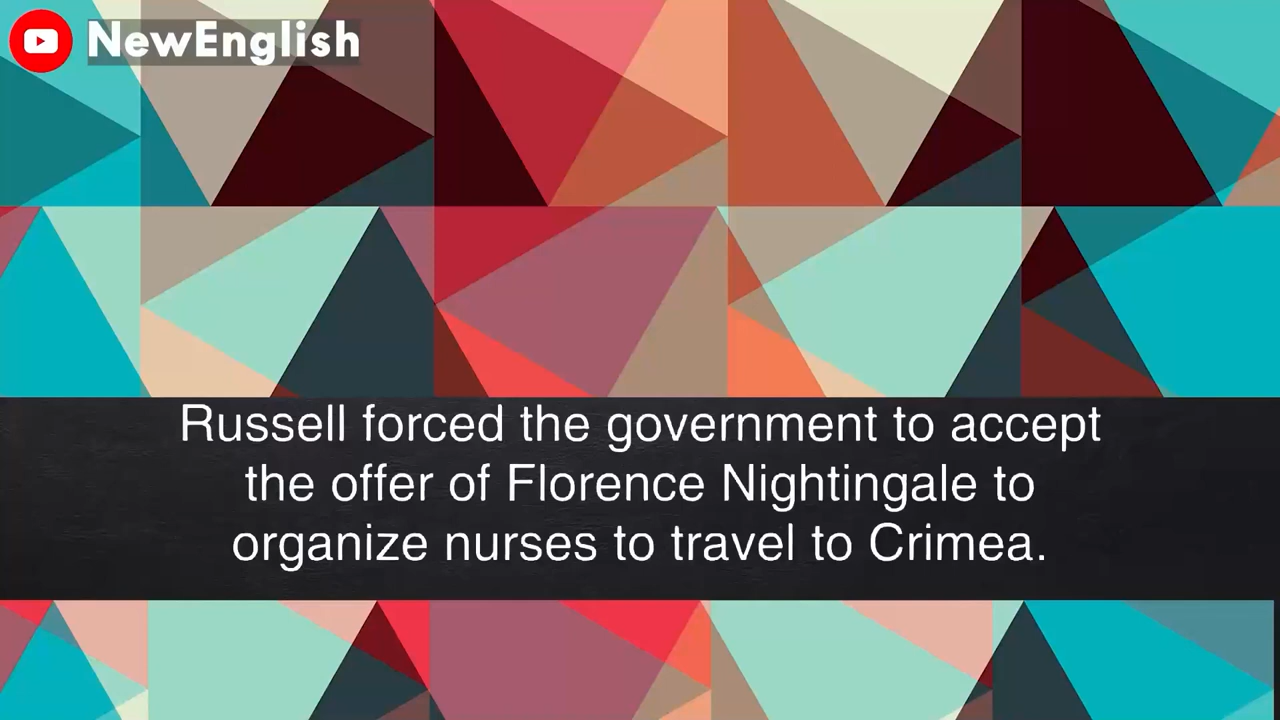 NewEnglish
Russell forced the government to accept
the offer of Florence Nightingale to
organize nurses to travel to Crimea.